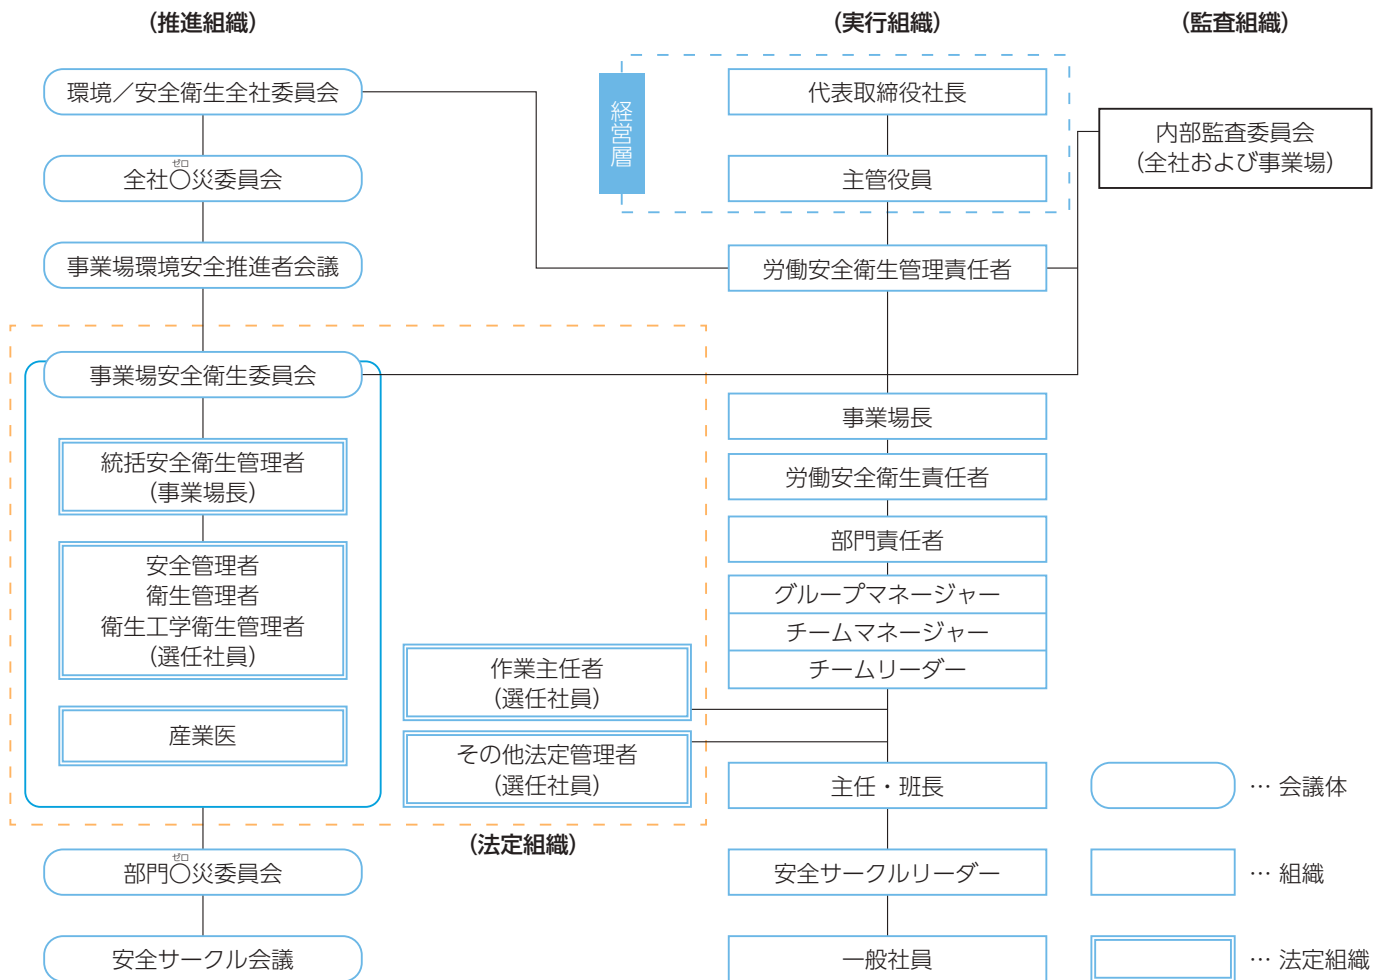 (推進組織)
(実行組織)
(監査組織)
環境／安全衛生全社委員会
ゼロ
全社〇災委員会
事業場環境安全推進者会議
事業場安全衛生委員会
統括安全衛生管理者
(事業場長)
安全管理者
衛生管理者
衛生工学衛生管理者
(選任社員)
産業医
ゼロ
部門〇災委員会
安全サークル会議
作業主任者
(選任社員)
その他法定管理者
(選任社員)
(法定組織)
経営層
代表取締役社長
主管役員
労働安全衛生管理責任者
事業場長
労働安全衛生責任者
部門責任者
グループマネージャー
チームマネージャー
チームリーダー
主任・班長
安全サークルリーダー
一般社員
内部監査委員会
(全社および事業場)
… 会議体
… 組織
… 法定組織